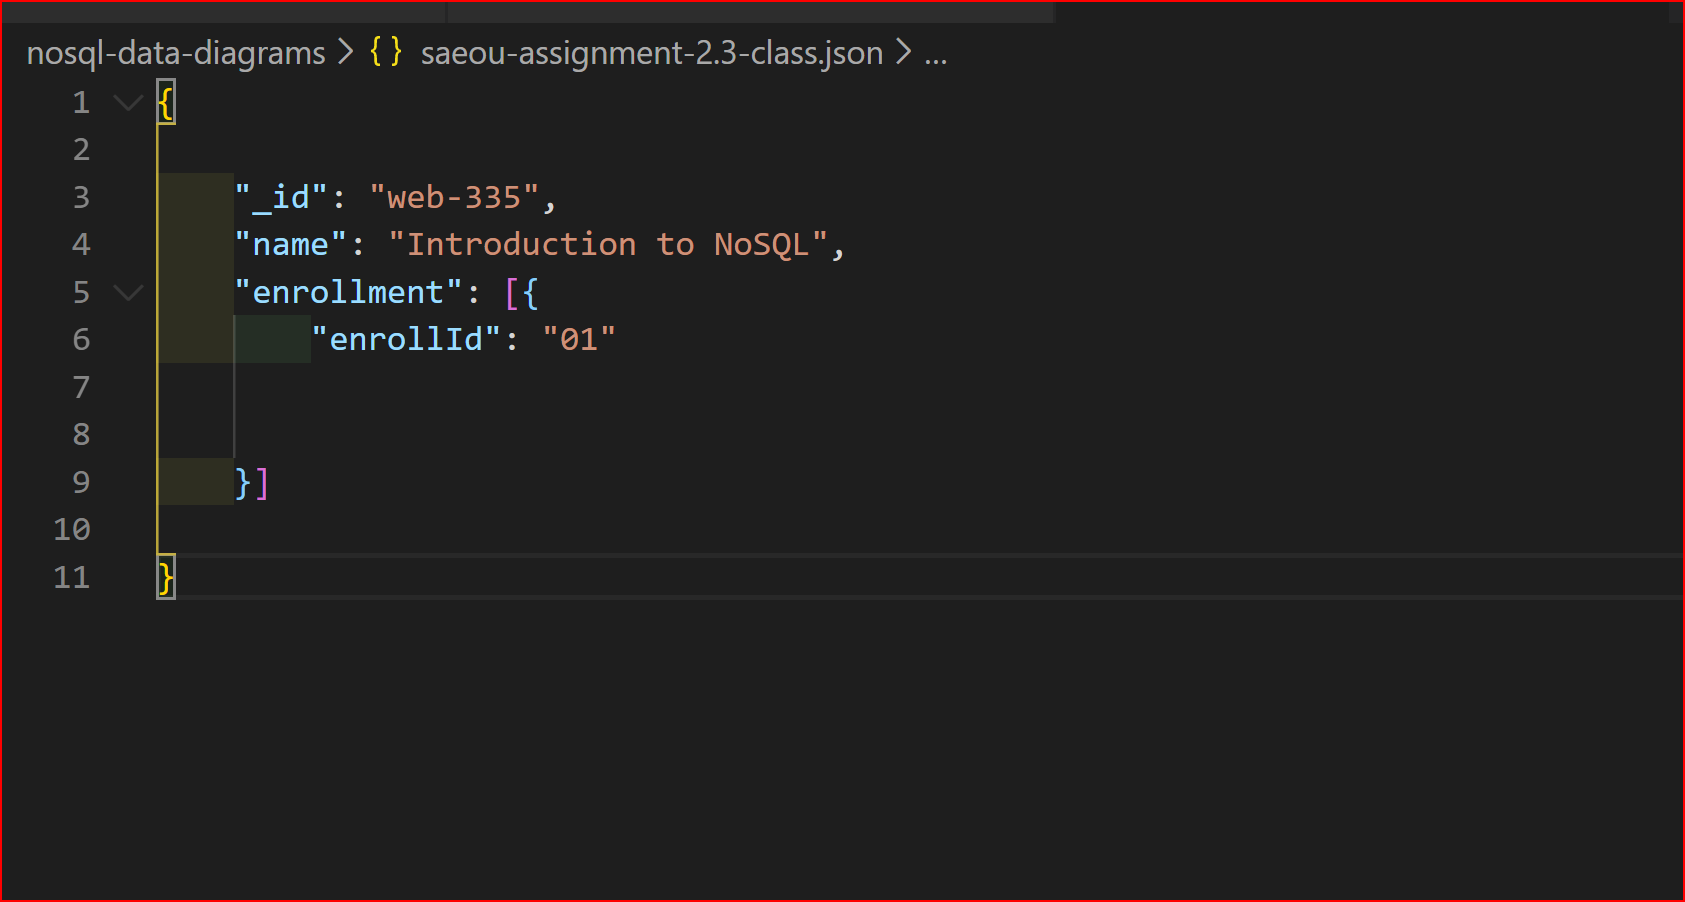 nosql-data-diagrams > {} saeou-assignment-2.3-class.json > ...
1 {
2
3 "_id": "web-335",
4 "name": "Introduction to NoSQL",
5 "enrollment": [{
6 "enrollId": "01"
7
8
9 }]
10
11 }